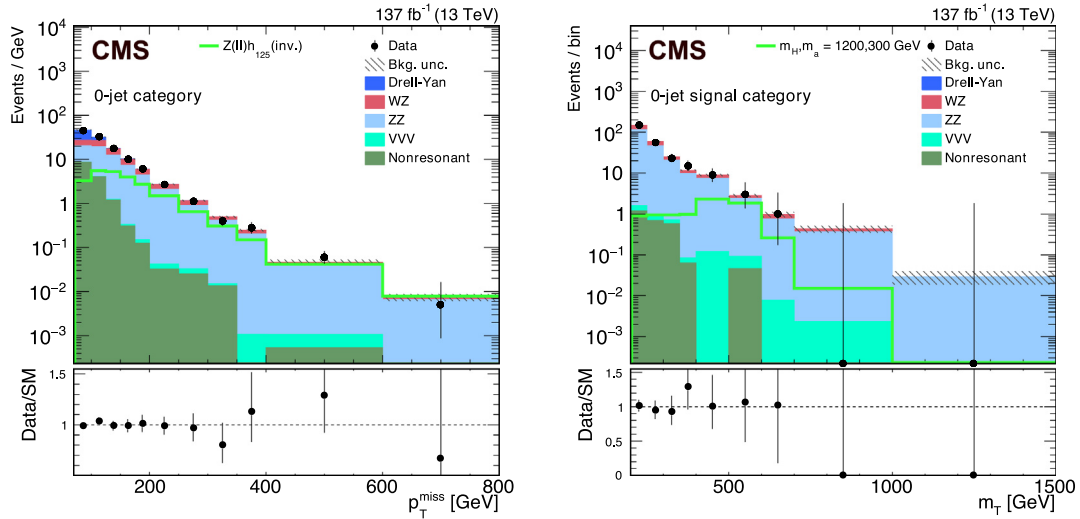 137 fb⁻¹ (13 TeV)
Events / GeV
10⁴
10³
10²
10
1
10⁻¹
10⁻²
10⁻³
CMS
0-jet category
Z(ll)h₁₂₅(inv.)
Data
Bkg. unc.
Drell-Yan
WZ
ZZ
VVV
Nonresonant
Data/SM
1.5
1
200 400 600 800
p_T^miss [GeV]
137 fb⁻¹ (13 TeV)
Events / bin
10⁴
10³
10²
10
1
10⁻¹
10⁻²
10⁻³
CMS
0-jet signal category
m_H,m_a = 1200,300 GeV
Data
Bkg. unc.
Drell-Yan
WZ
ZZ
VVV
Nonresonant
Data/SM
1.5
1
0.5
0
500 1000 1500
m_T [GeV]